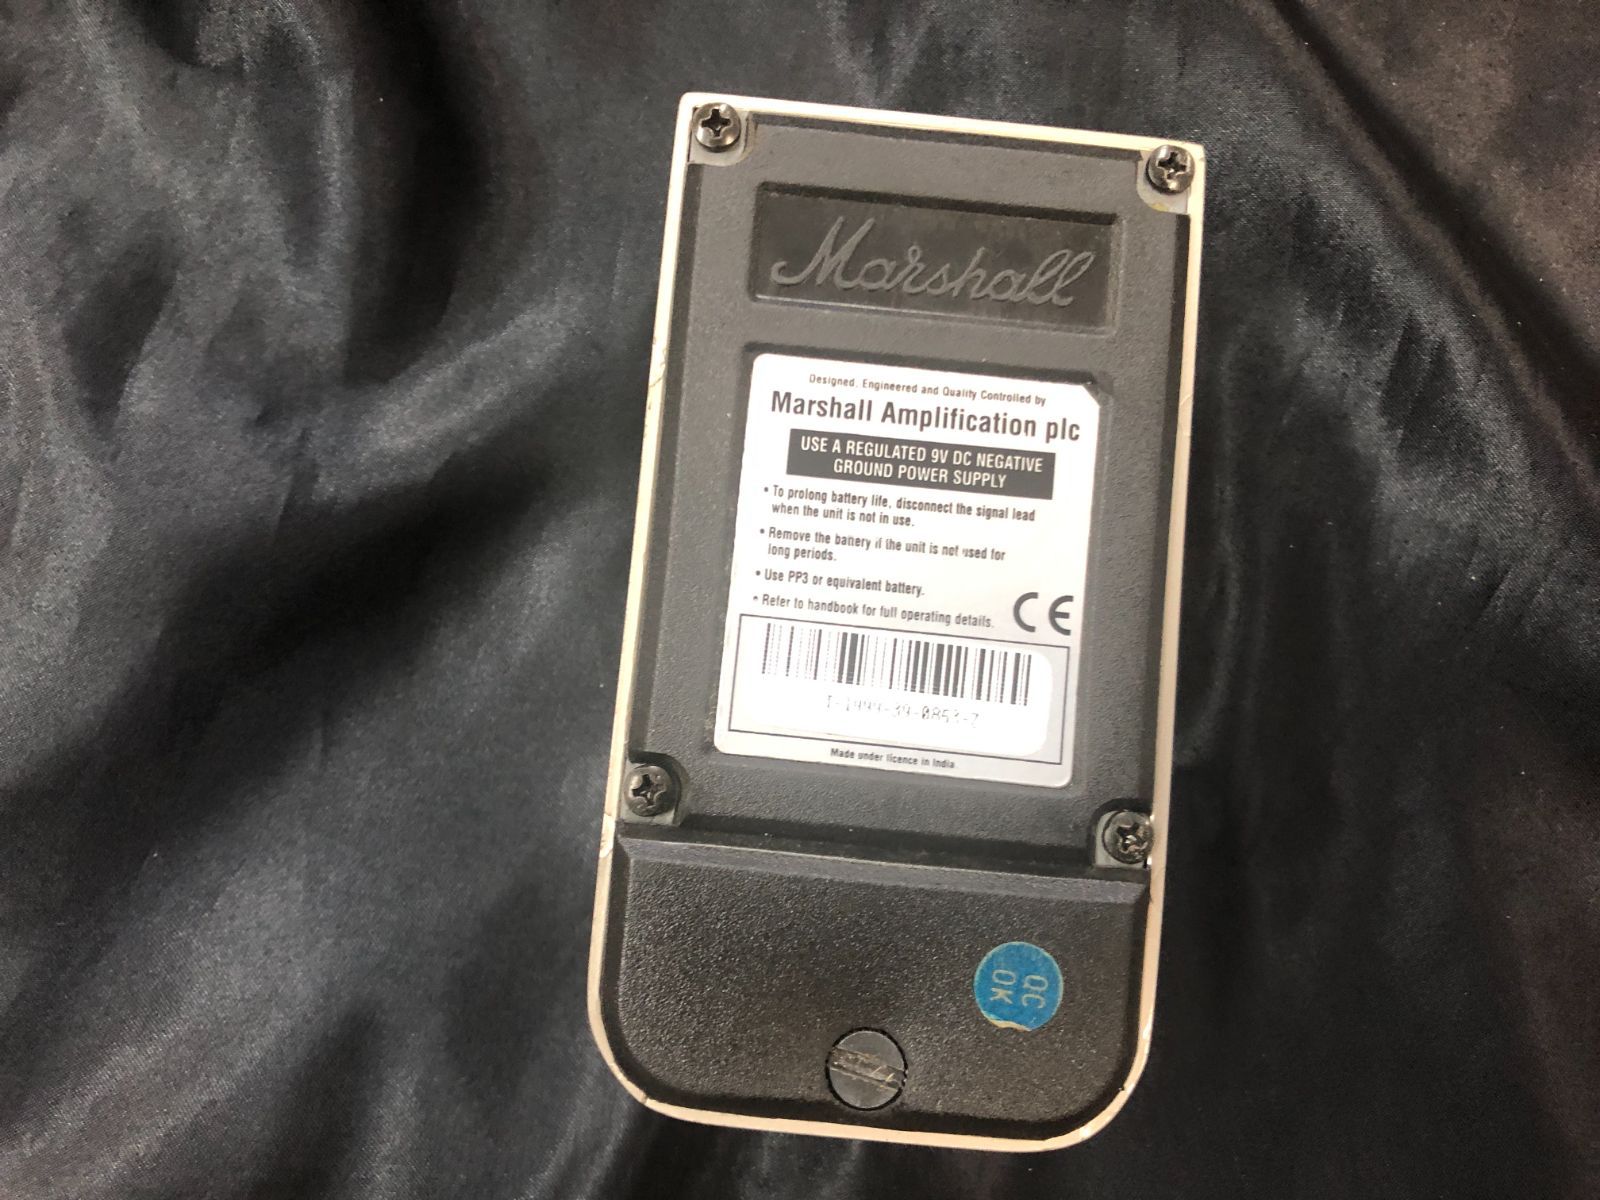 Marshall
Designed, Engineered and Quality Controlled by
Marshall Amplification plc
USE A REGULATED 9V DC NEGATIVE
GROUND POWER SUPPLY
• To prolong battery life, disconnect the signal lead
when the unit is not in use.
• Remove the battery if the unit is not used for
long periods.
• Use PP3 or equivalent battery.
• Refer to handbook for full operating details.
CE
Made under licence in India
QC
OK